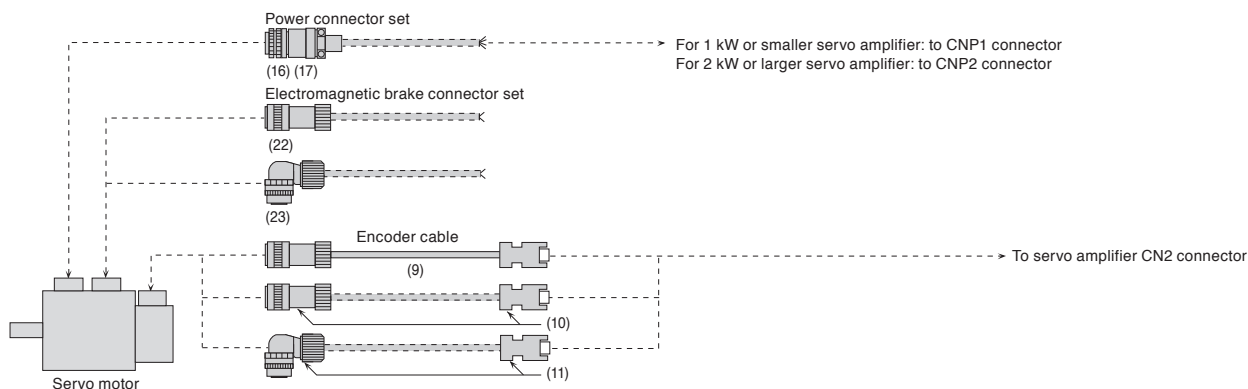 Power connector set
For 1 kW or smaller servo amplifier: to CNP1 connector
For 2 kW or larger servo amplifier: to CNP2 connector
(16) (17)
Electromagnetic brake connector set
(22)
(23)
Encoder cable
(9)
To servo amplifier CN2 connector
(10)
(11)
Servo motor